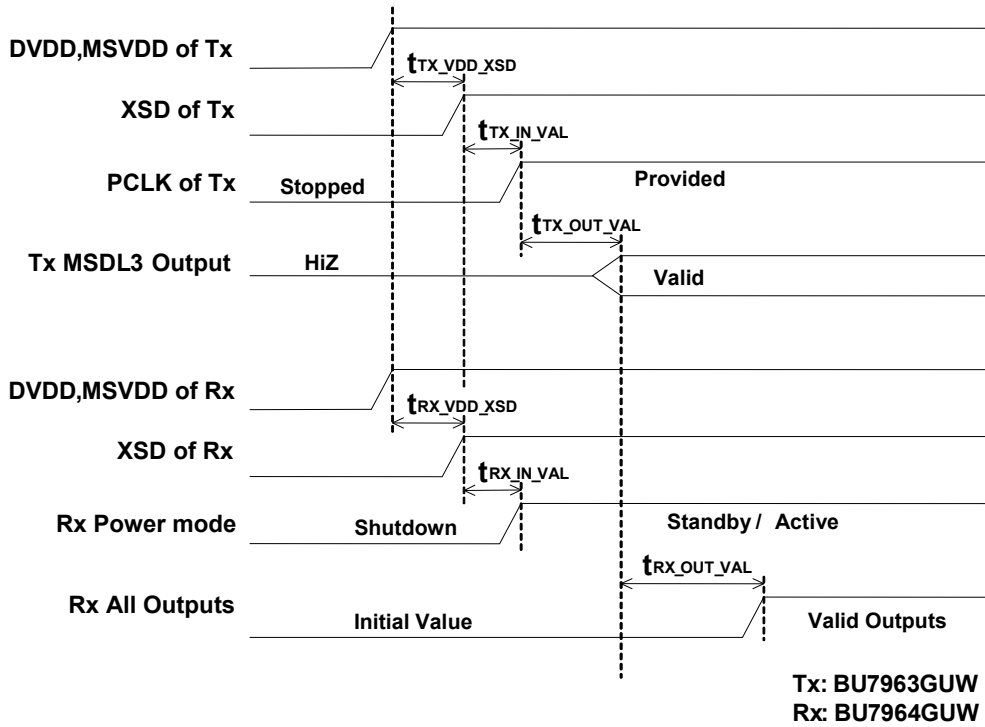 DVDD,MSVDD of Tx
tTX_VDD_XSD
XSD of Tx
tTX_IN_VAL
PCLK of Tx
Stopped
Provided
tTX_OUT_VAL
Tx MSDL3 Output
HiZ
Valid
DVDD,MSVDD of Rx
tRX_VDD_XSD
XSD of Rx
tRX_IN_VAL
Rx Power mode
Shutdown
Standby / Active
tRX_OUT_VAL
Rx All Outputs
Initial Value
Valid Outputs
Tx: BU7963GUW
Rx: BU7964GUW